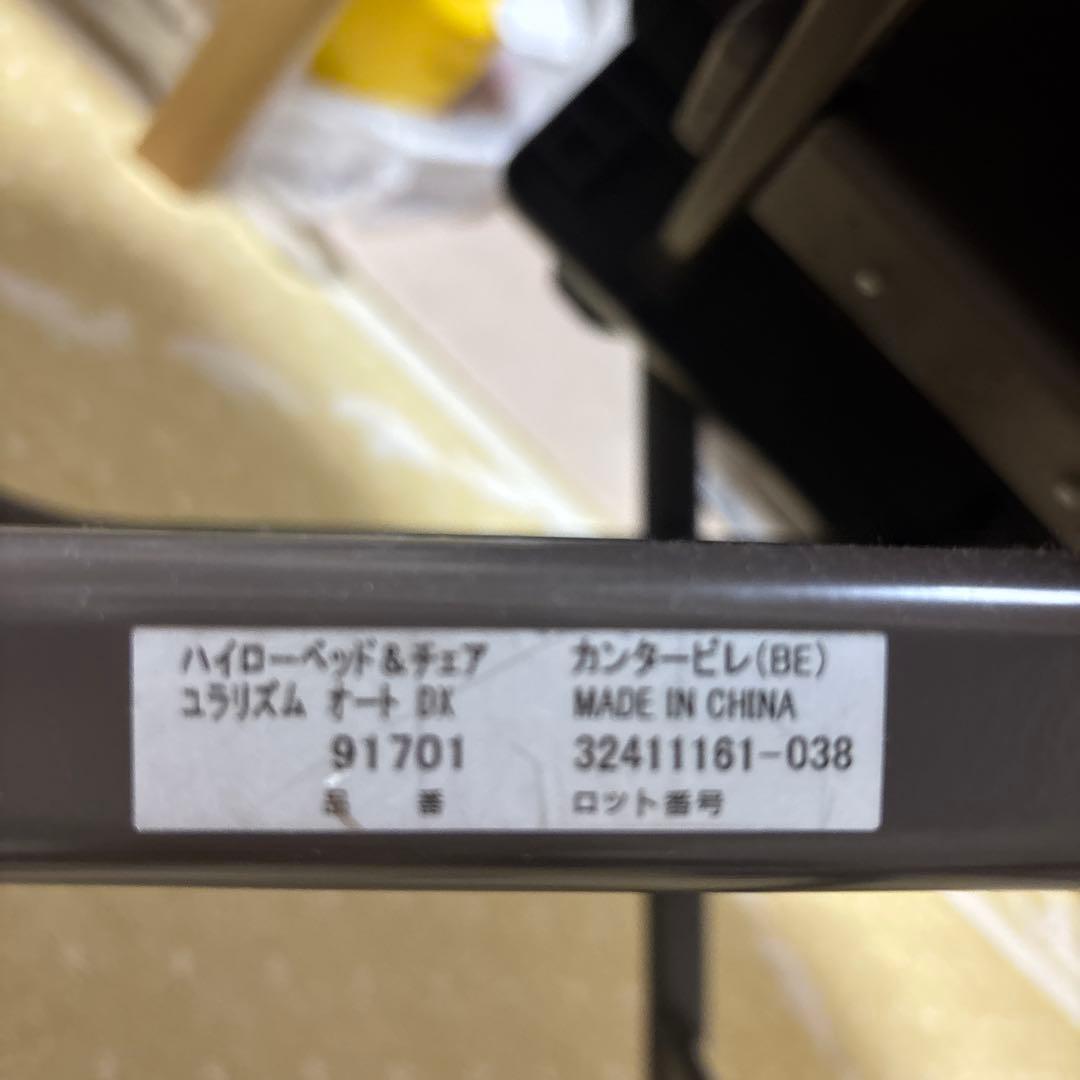 ハイローベッド&チェア カンタービレ(BE)
ユラリズム オート DX MADE IN CHINA
91701 32411161-038
品 番 ロット番号